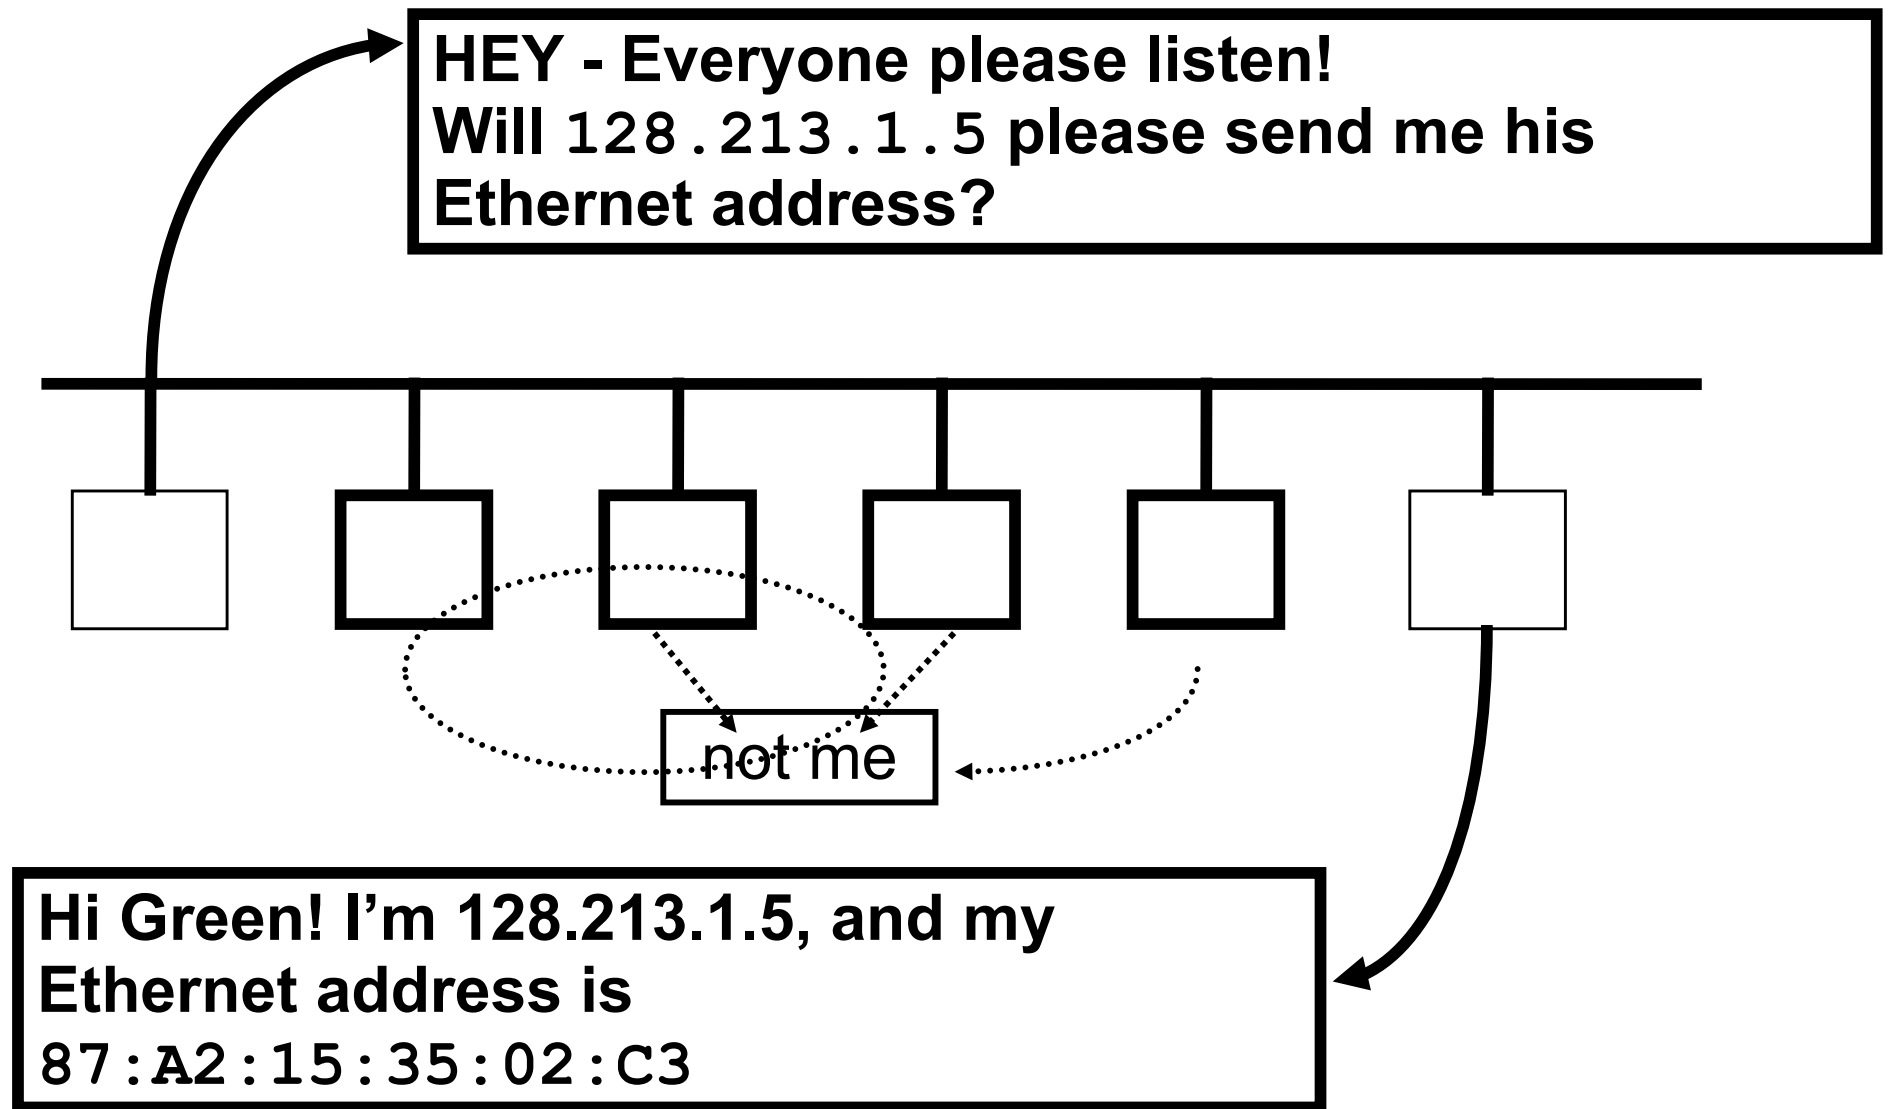 HEY - Everyone please listen!
Will 128.213.1.5 please send me his
Ethernet address?
not me
Hi Green! I’m 128.213.1.5, and my
Ethernet address is
87:A2:15:35:02:C3